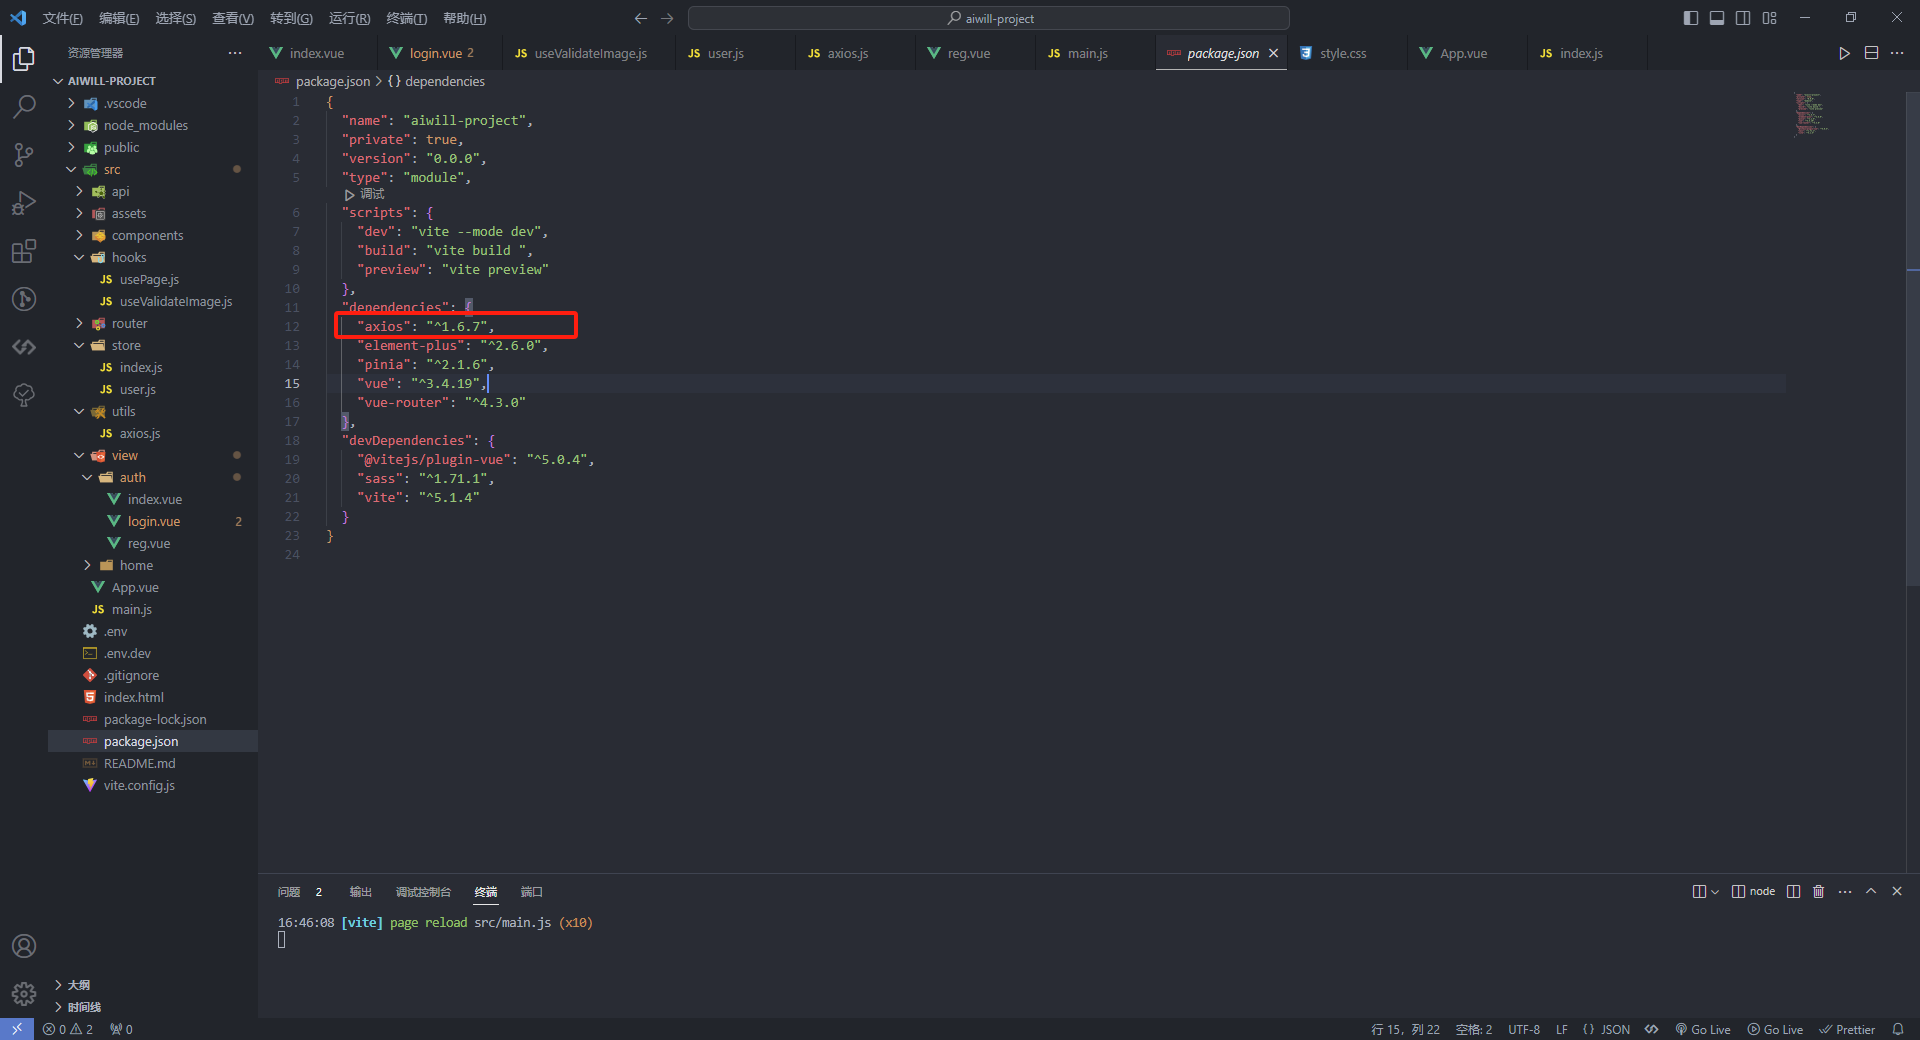 文件(F) 编辑(E) 选择(S) 查看(V) 转到(G) 运行(R) 终端(T) 帮助(H)
aiwill-project
资源管理器
index.vue
login.vue 2
useValidateImage.js
user.js
axios.js
reg.vue
main.js
package.json
style.css
App.vue
index.js
AIWILL-PROJECT
.vscode
node_modules
public
src
api
assets
components
hooks
usePage.js
useValidateImage.js
router
store
index.js
user.js
utils
axios.js
view
auth
index.vue
login.vue 2
reg.vue
home
App.vue
main.js
.env
.env.dev
.gitignore
index.html
package-lock.json
package.json
README.md
vite.config.js
大纲
时间线
package.json > {} dependencies
1 {
2 "name": "aiwill-project",
3 "private": true,
4 "version": "0.0.0",
5 "type": "module",
调试
6 "scripts": {
7 "dev": "vite --mode dev",
8 "build": "vite build ",
9 "preview": "vite preview"
10 },
11 "dependencies": {
12 "axios": "^1.6.7",
13 "element-plus": "^2.6.0",
14 "pinia": "^2.1.6",
15 "vue": "^3.4.19",
16 "vue-router": "^4.3.0"
17 },
18 "devDependencies": {
19 "@vitejs/plugin-vue": "^5.0.4",
20 "sass": "^1.71.1",
21 "vite": "^5.1.4"
22 }
23 }
24
问题 2 输出 调试控制台 终端 端口
node
16:46:08 [vite] page reload src/main.js (x10)
0 2 0
行 15，列 22 空格: 2 UTF-8 LF {} JSON Go Live Go Live Prettier